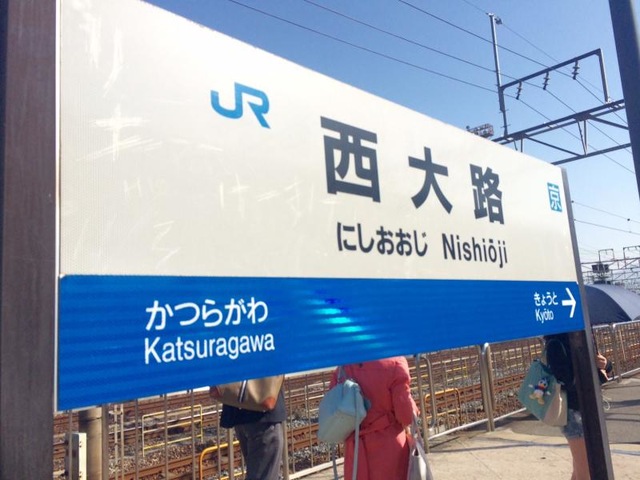 JR
西大路
京
にしおおじ Nishiōji
かつらがわ
Katsuragawa
きょうと
Kyōto